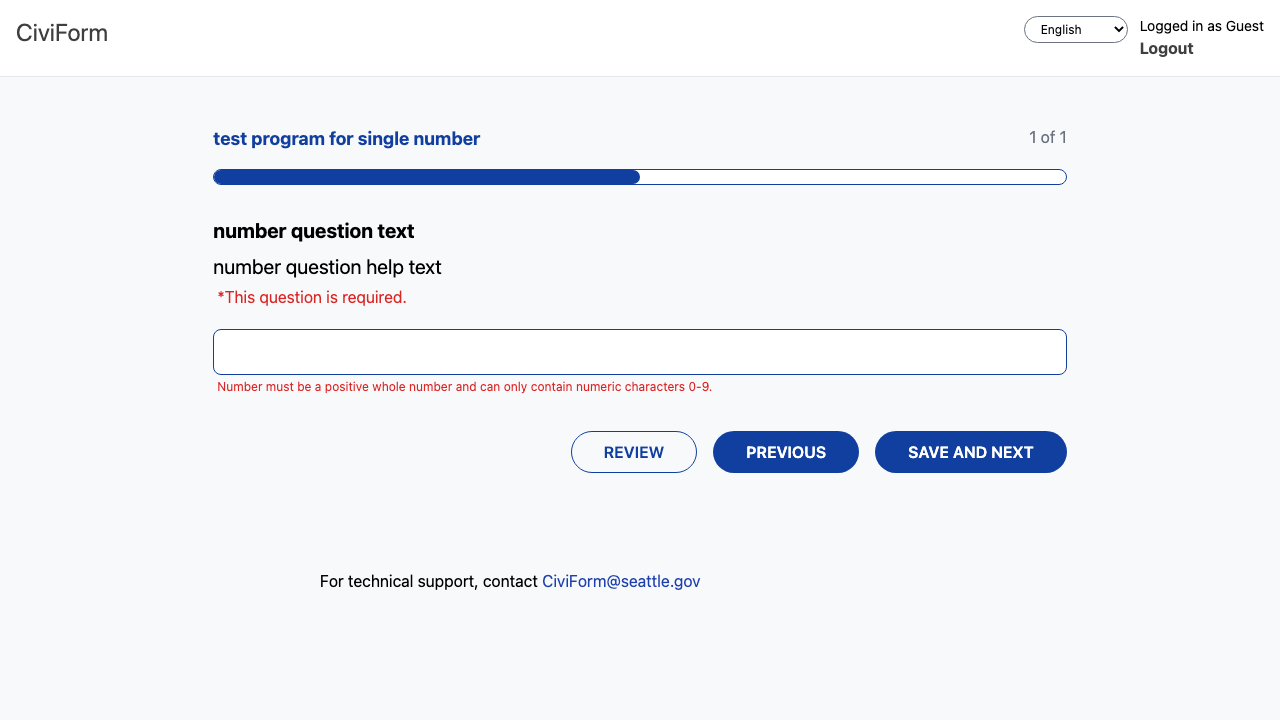 CiviForm
English
Logged in as Guest
Logout
test program for single number
1 of 1
number question text
number question help text
*This question is required.
Number must be a positive whole number and can only contain numeric characters 0-9.
REVIEW
PREVIOUS
SAVE AND NEXT
For technical support, contact CiviForm@seattle.gov